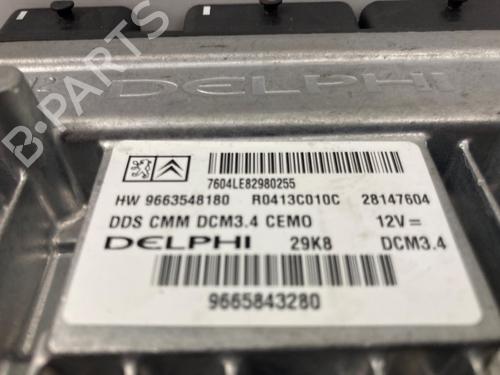 DELPHI
B-PARTS
7604LE82980255
HW 9663548180 R0413C010C 28147604
DDS CMM DCM3.4 CEMO 12V=
DELPHI 29K8 DCM3.4
9665843280